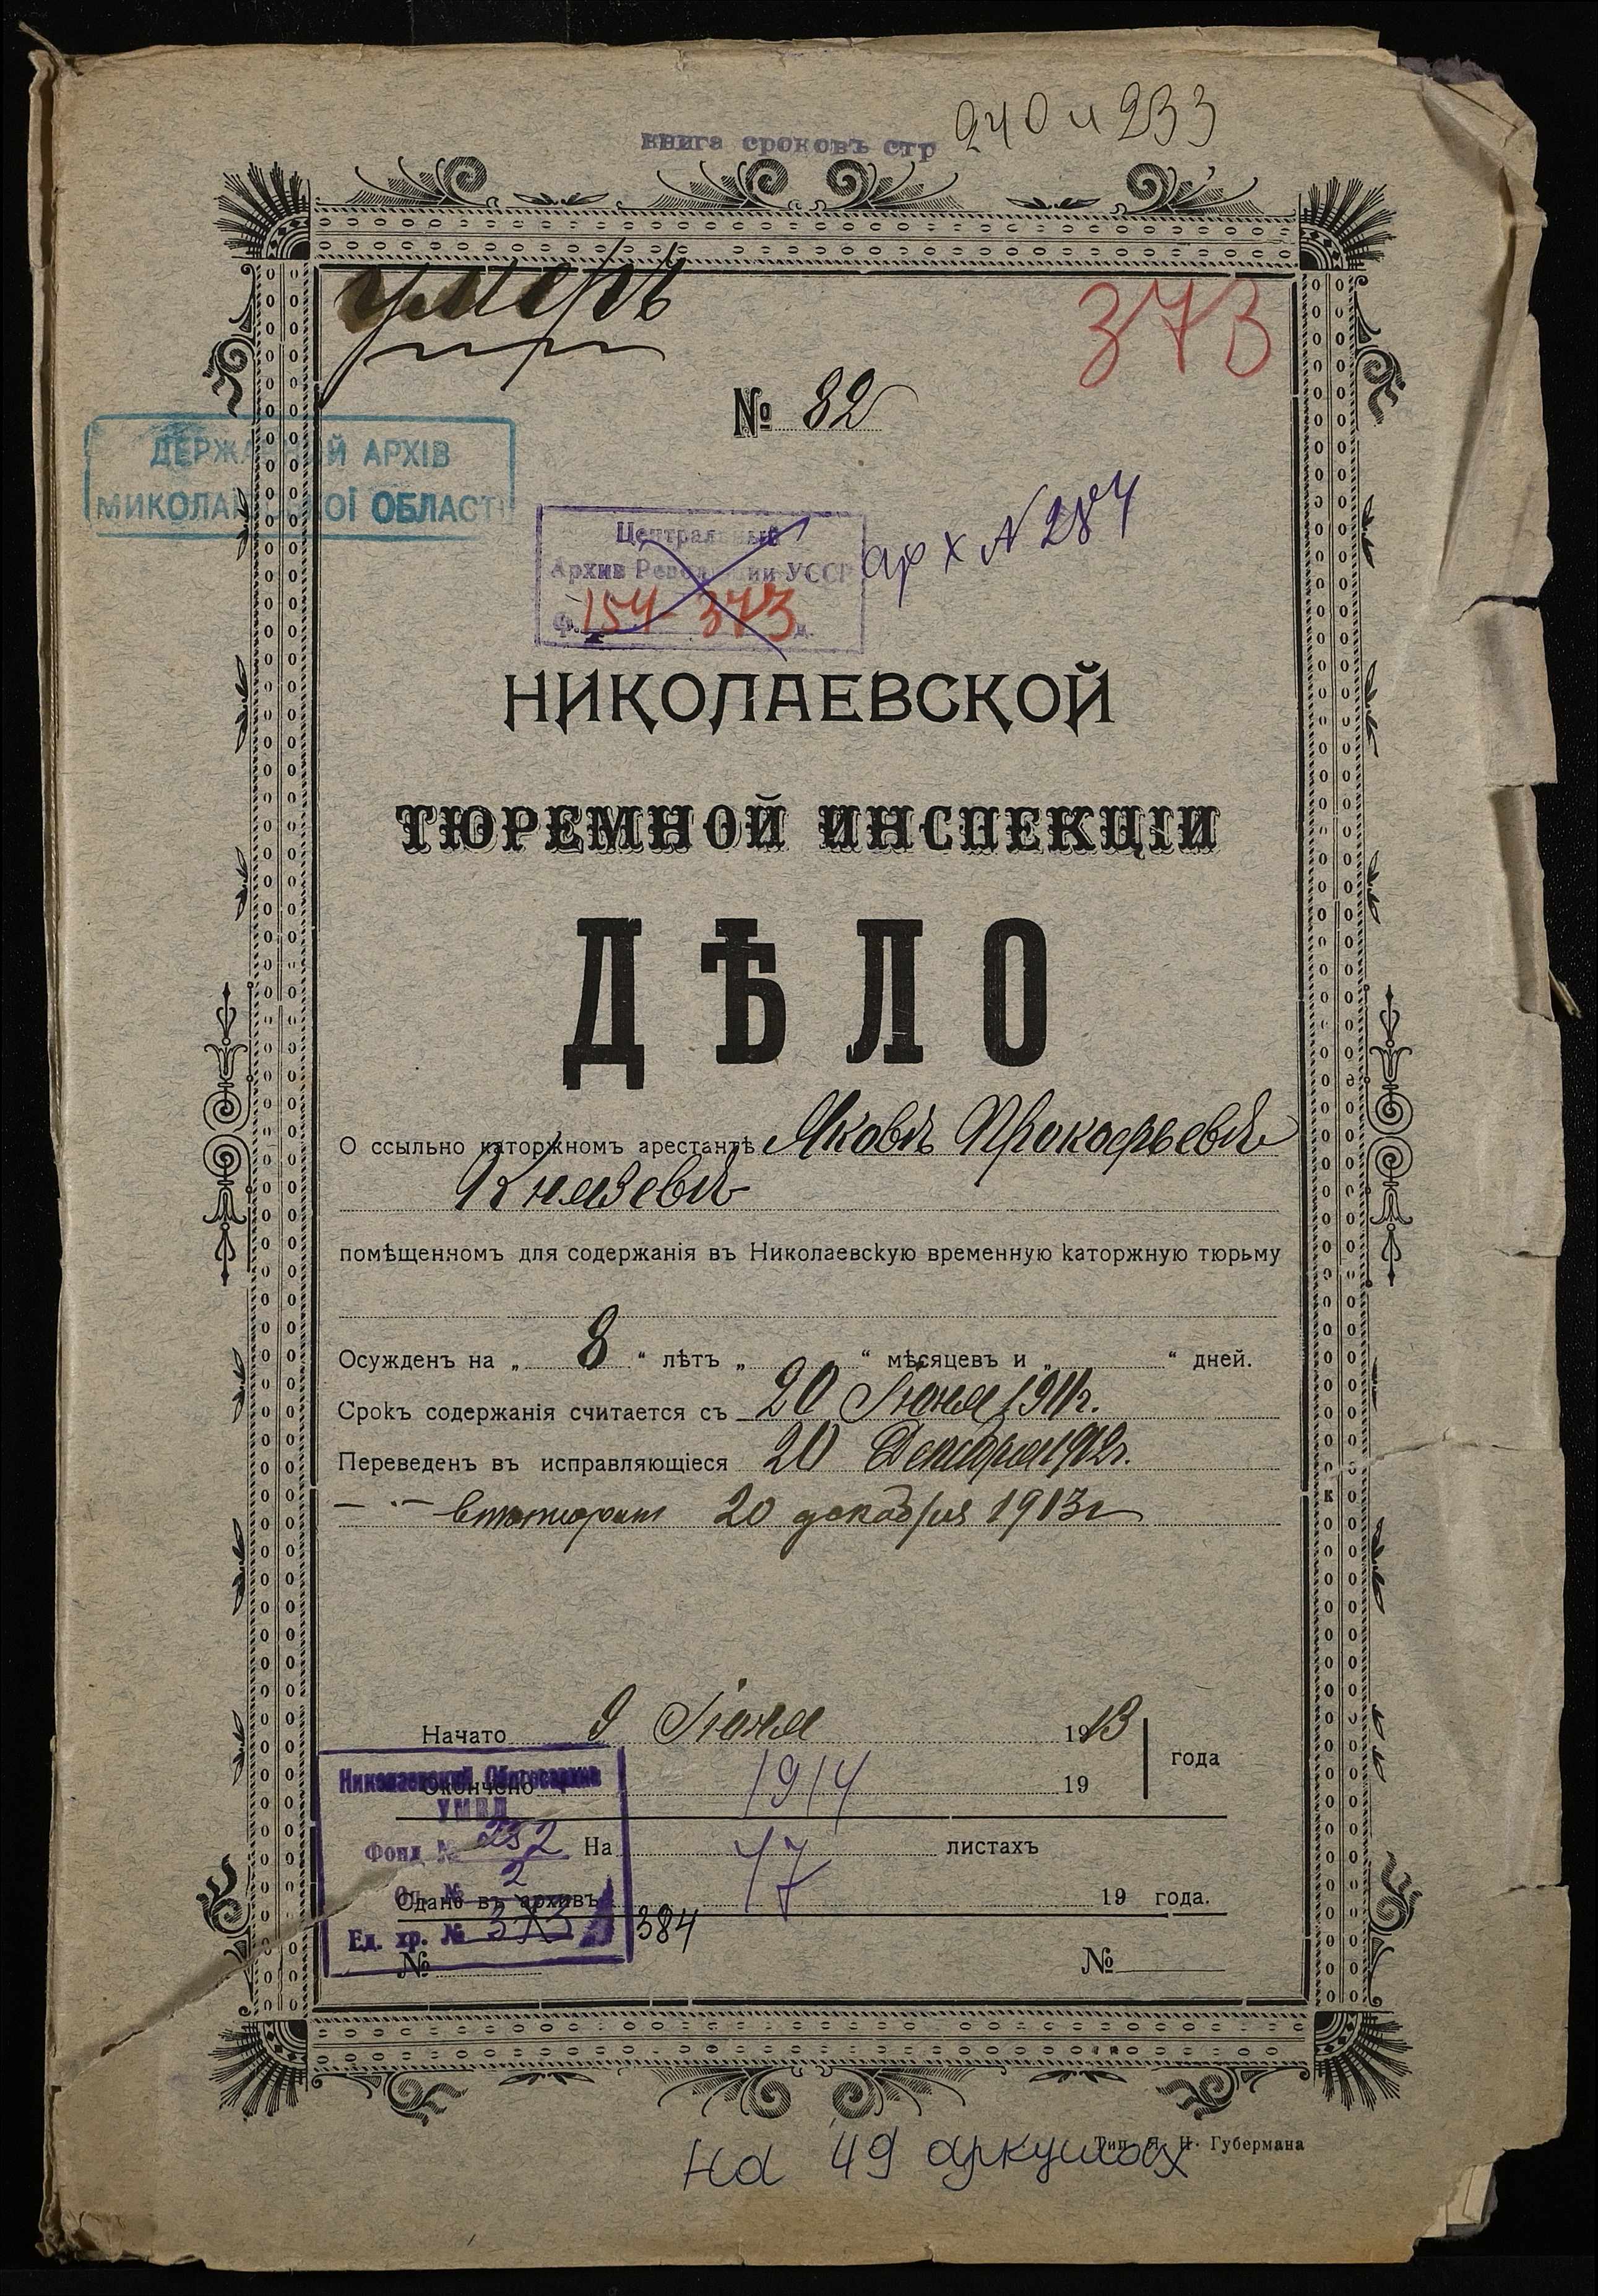 книга сроковъ стр 240 и 233
умеръ
373
№ 82
ДЕРЖАВНИЙ АРХІВ
МИКОЛАЇВСЬКОЇ ОБЛАСТІ
Центральный
Архив Революции УССР
Ф. 154 373 д.
арх № 284
НИКОЛАЕВСКОЙ
ТЮРЕМНОЙ ИНСПЕКЦІИ
ДѢЛО
О ссыльно каторжномъ арестантѣ Яковѣ Прокофьевѣ
Князевѣ
помѣщенномъ для содержанія въ Николаевскую временную каторжную тюрьму
Осужденъ на „ 8 “ лѣтъ „ “ мѣсяцевъ и „ “ дней.
Срокъ содержанія считается съ 20 Іюня 1911г.
Переведенъ въ исправляющіеся 20 Декабря 1912г.
20 декабря 1913г
Начато 9 Іюня 1913
года
Окончено 1914 19
На 47 листахъ
Сдано въ архивъ 19 года.
Николаевский Облгосархив
УМВД
Фонд № 232
Оп. № 2
Ед. хр. № 373
384
№
№
Тип. Я. Н. Губермана
На 49 аркушах